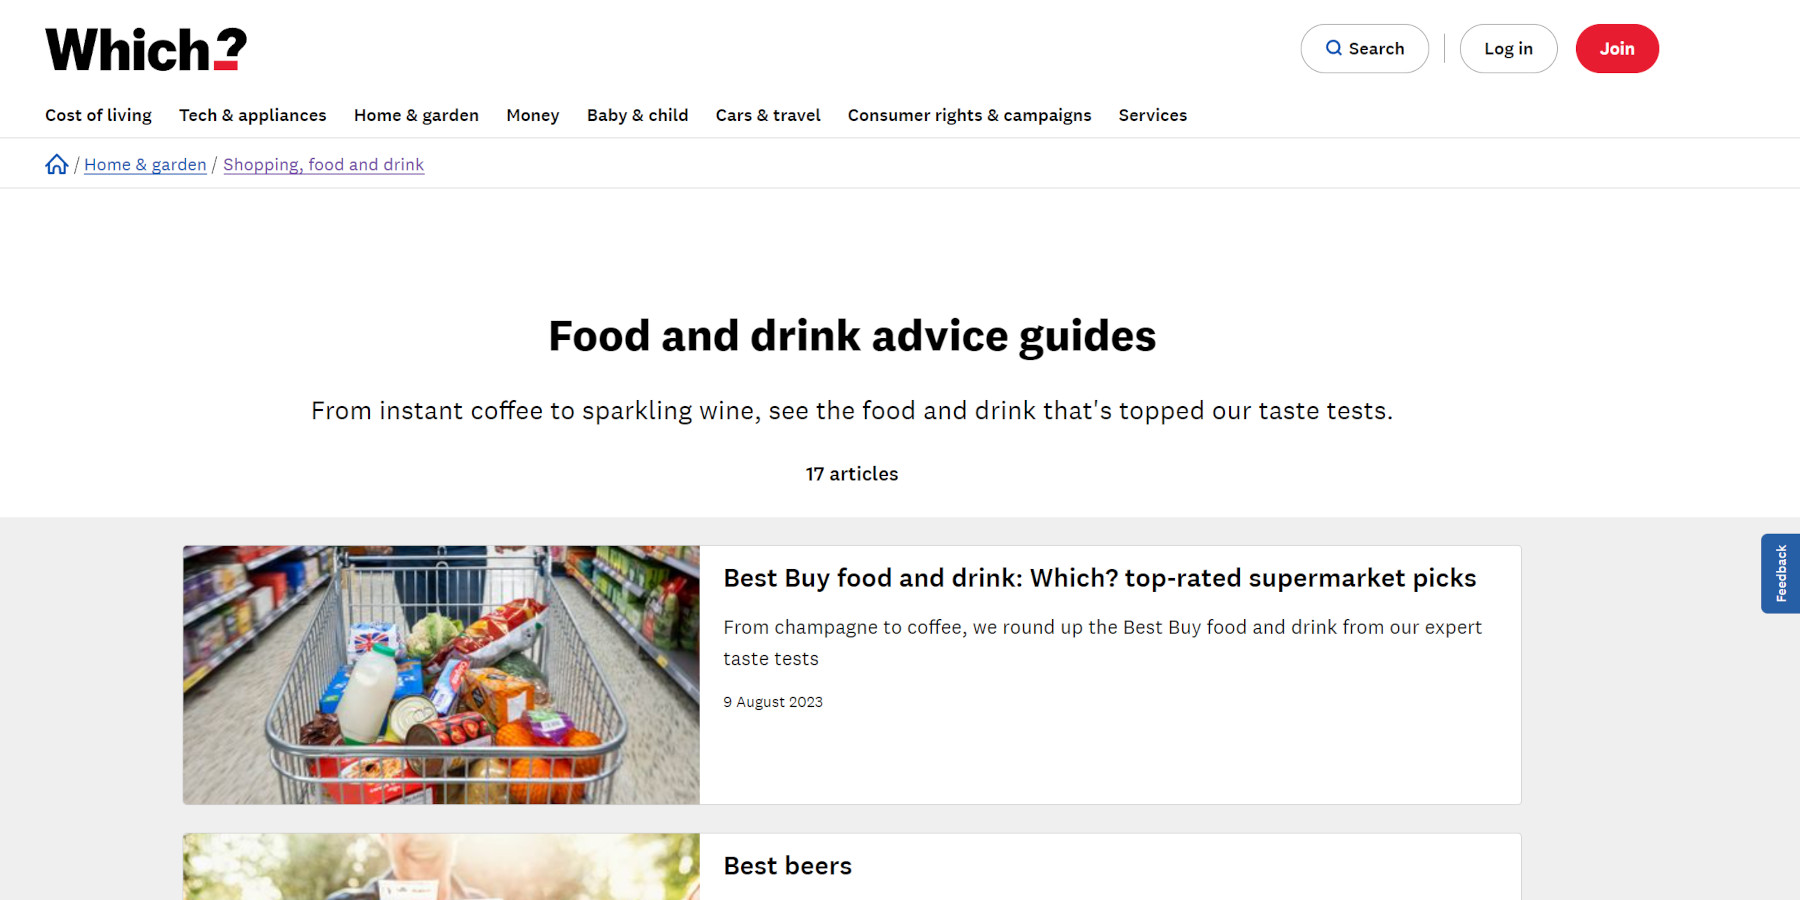 Which?
Search
Log in
Join
Cost of living
Tech & appliances
Home & garden
Money
Baby & child
Cars & travel
Consumer rights & campaigns
Services
/ Home & garden / Shopping, food and drink
Food and drink advice guides
From instant coffee to sparkling wine, see the food and drink that's topped our taste tests.
17 articles
Feedback
Best Buy food and drink: Which? top-rated supermarket picks
From champagne to coffee, we round up the Best Buy food and drink from our expert
taste tests
9 August 2023
Best beers